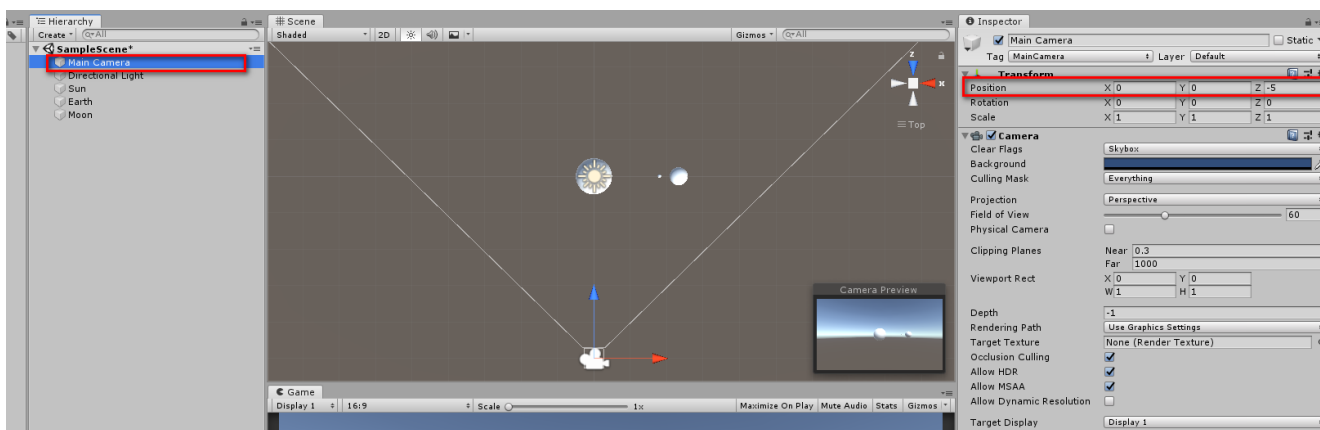 Hierarchy
Create
All
SampleScene*
Main Camera
Directional Light
Sun
Earth
Moon
Scene
Shaded
2D
Gizmos
All
z
x
Top
Camera Preview
Game
Display 1
16:9
Scale
1x
Maximize On Play
Mute Audio
Stats
Gizmos
Inspector
Main Camera
Static
Tag MainCamera
Layer Default
Transform
Position X 0 Y 0 Z -5
Rotation X 0 Y 0 Z 0
Scale X 1 Y 1 Z 1
Camera
Clear Flags Skybox
Background
Culling Mask Everything
Projection Perspective
Field of View 60
Physical Camera
Clipping Planes Near 0.3
Far 1000
Viewport Rect X 0 Y 0
W 1 H 1
Depth -1
Rendering Path Use Graphics Settings
Target Texture None (Render Texture)
Occlusion Culling
Allow HDR
Allow MSAA
Allow Dynamic Resolution
Target Display Display 1